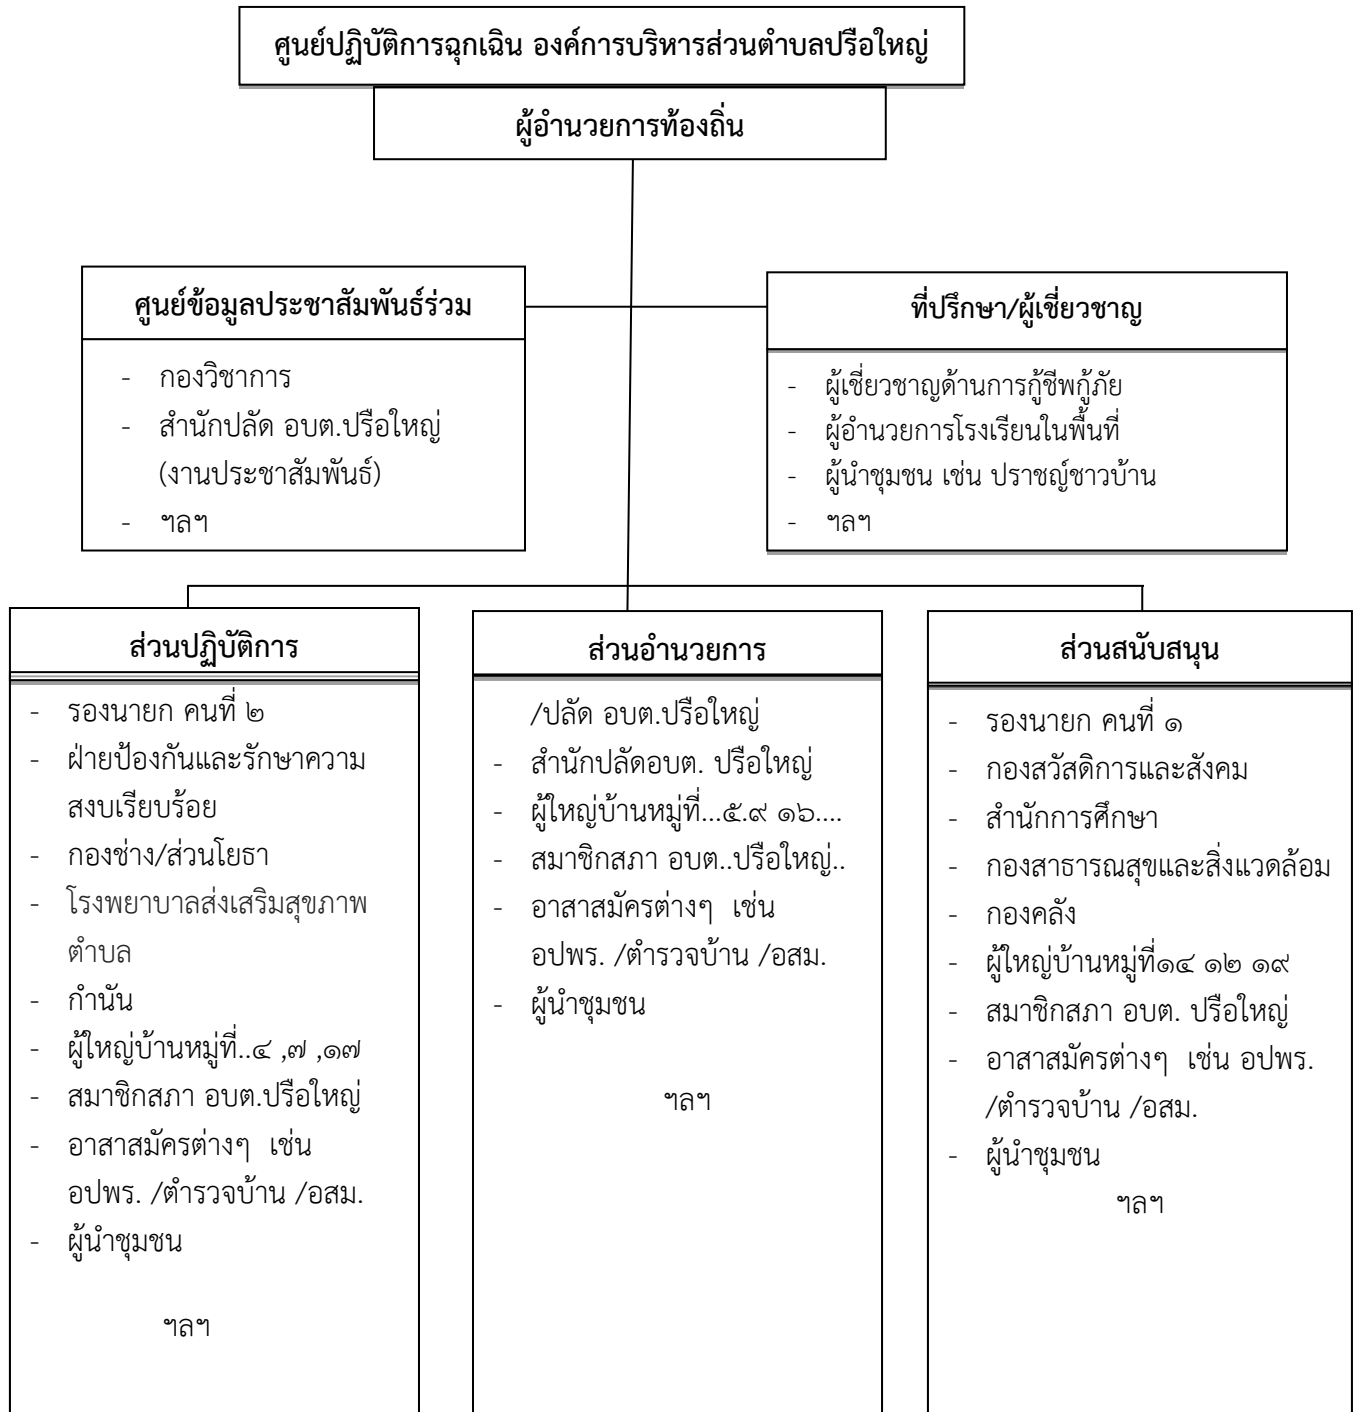 ศูนย์ปฏิบัติการฉุกเฉิน องค์การบริหารส่วนตำบลปรือใหญ่
ผู้อำนวยการท้องถิ่น
ศูนย์ข้อมูลประชาสัมพันธ์ร่วม
- กองวิชาการ
- สำนักปลัด อบต.ปรือใหญ่
(งานประชาสัมพันธ์)
- ฯลฯ
ที่ปรึกษา/ผู้เชี่ยวชาญ
- ผู้เชี่ยวชาญด้านการกู้ชีพกู้ภัย
- ผู้อำนวยการโรงเรียนในพื้นที่
- ผู้นำชุมชน เช่น ปราชญ์ชาวบ้าน
- ฯลฯ
ส่วนปฏิบัติการ
- รองนายก คนที่ ๒
- ฝ่ายป้องกันและรักษาความ
สงบเรียบร้อย
- กองช่าง/ส่วนโยธา
- โรงพยาบาลส่งเสริมสุขภาพ
ตำบล
- กำนัน
- ผู้ใหญ่บ้านหมู่ที่..๔ ,๗ ,๑๗
- สมาชิกสภา อบต.ปรือใหญ่
- อาสาสมัครต่างๆ เช่น
อปพร. /ตำรวจบ้าน /อสม.
- ผู้นำชุมชน
ฯลฯ
ส่วนอำนวยการ
/ปลัด อบต.ปรือใหญ่
- สำนักปลัดอบต. ปรือใหญ่
- ผู้ใหญ่บ้านหมู่ที่...๕.๙ ๑๖....
- สมาชิกสภา อบต..ปรือใหญ่..
- อาสาสมัครต่างๆ เช่น
อปพร. /ตำรวจบ้าน /อสม.
- ผู้นำชุมชน
ฯลฯ
ส่วนสนับสนุน
- รองนายก คนที่ ๑
- กองสวัสดิการและสังคม
- สำนักการศึกษา
- กองสาธารณสุขและสิ่งแวดล้อม
- กองคลัง
- ผู้ใหญ่บ้านหมู่ที่๑๔ ๑๒ ๑๙
- สมาชิกสภา อบต. ปรือใหญ่
- อาสาสมัครต่างๆ เช่น อปพร.
/ตำรวจบ้าน /อสม.
- ผู้นำชุมชน
ฯลฯ